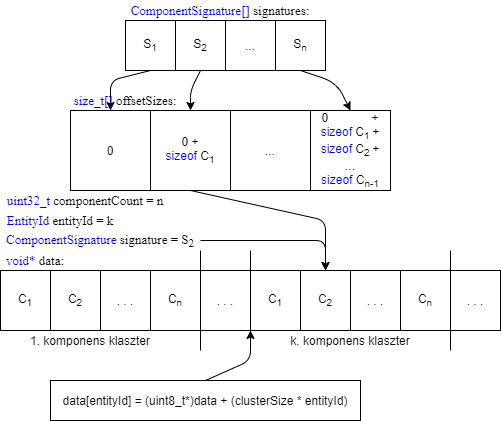 ComponentSignature[] signatures:
S1 S2 ... Sn
size_t[] offsetSizes:
0
0 +
sizeof C1
...
0 +
sizeof C1 +
sizeof C2 +
...
sizeof Cn-1
uint32_t componentCount = n
EntityId entityId = k
ComponentSignature signature = S2
void* data:
C1 C2 . . . Cn . . . C1 C2 . . . Cn . . .
1. komponens klaszter k. komponens klaszter
data[entityId] = (uint8_t*)data + (clusterSize * entityId)